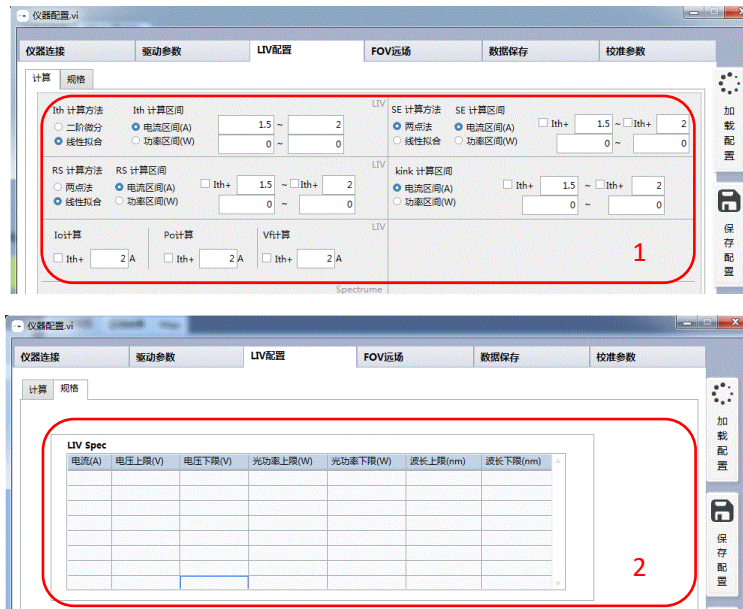 仪器配置.vi
仪器连接 驱动参数 LIV配置 FOV远场 数据保存 校准参数
计算 规格
加载配置
保存配置
LIV
Ith 计算方法 Ith 计算区间
二阶微分 电流区间(A) 1.5 ~ 2
线性拟合 功率区间(W) 0 ~ 0
SE 计算方法 SE 计算区间
两点法 电流区间(A) Ith+ 1.5 ~ Ith+ 2
线性拟合 功率区间(W) 0 ~ 0
LIV
RS 计算方法 RS 计算区间
两点法 电流区间(A) Ith+ 1.5 ~ Ith+ 2
线性拟合 功率区间(W) 0 ~ 0
kink 计算区间
电流区间(A) Ith+ 1.5 ~ Ith+ 2
功率区间(W) 0 ~ 0
LIV
Io计算 Po计算 Vf计算
Ith+ 2 A Ith+ 2 A Ith+ 2 A
1
Spectrume
仪器配置.vi
仪器连接 驱动参数 LIV配置 FOV远场 数据保存 校准参数
计算 规格
加载配置
保存配置
LIV Spec
电流(A) 电压上限(V) 电压下限(V) 光功率上限(W) 光功率下限(W) 波长上限(nm) 波长下限(nm)
2